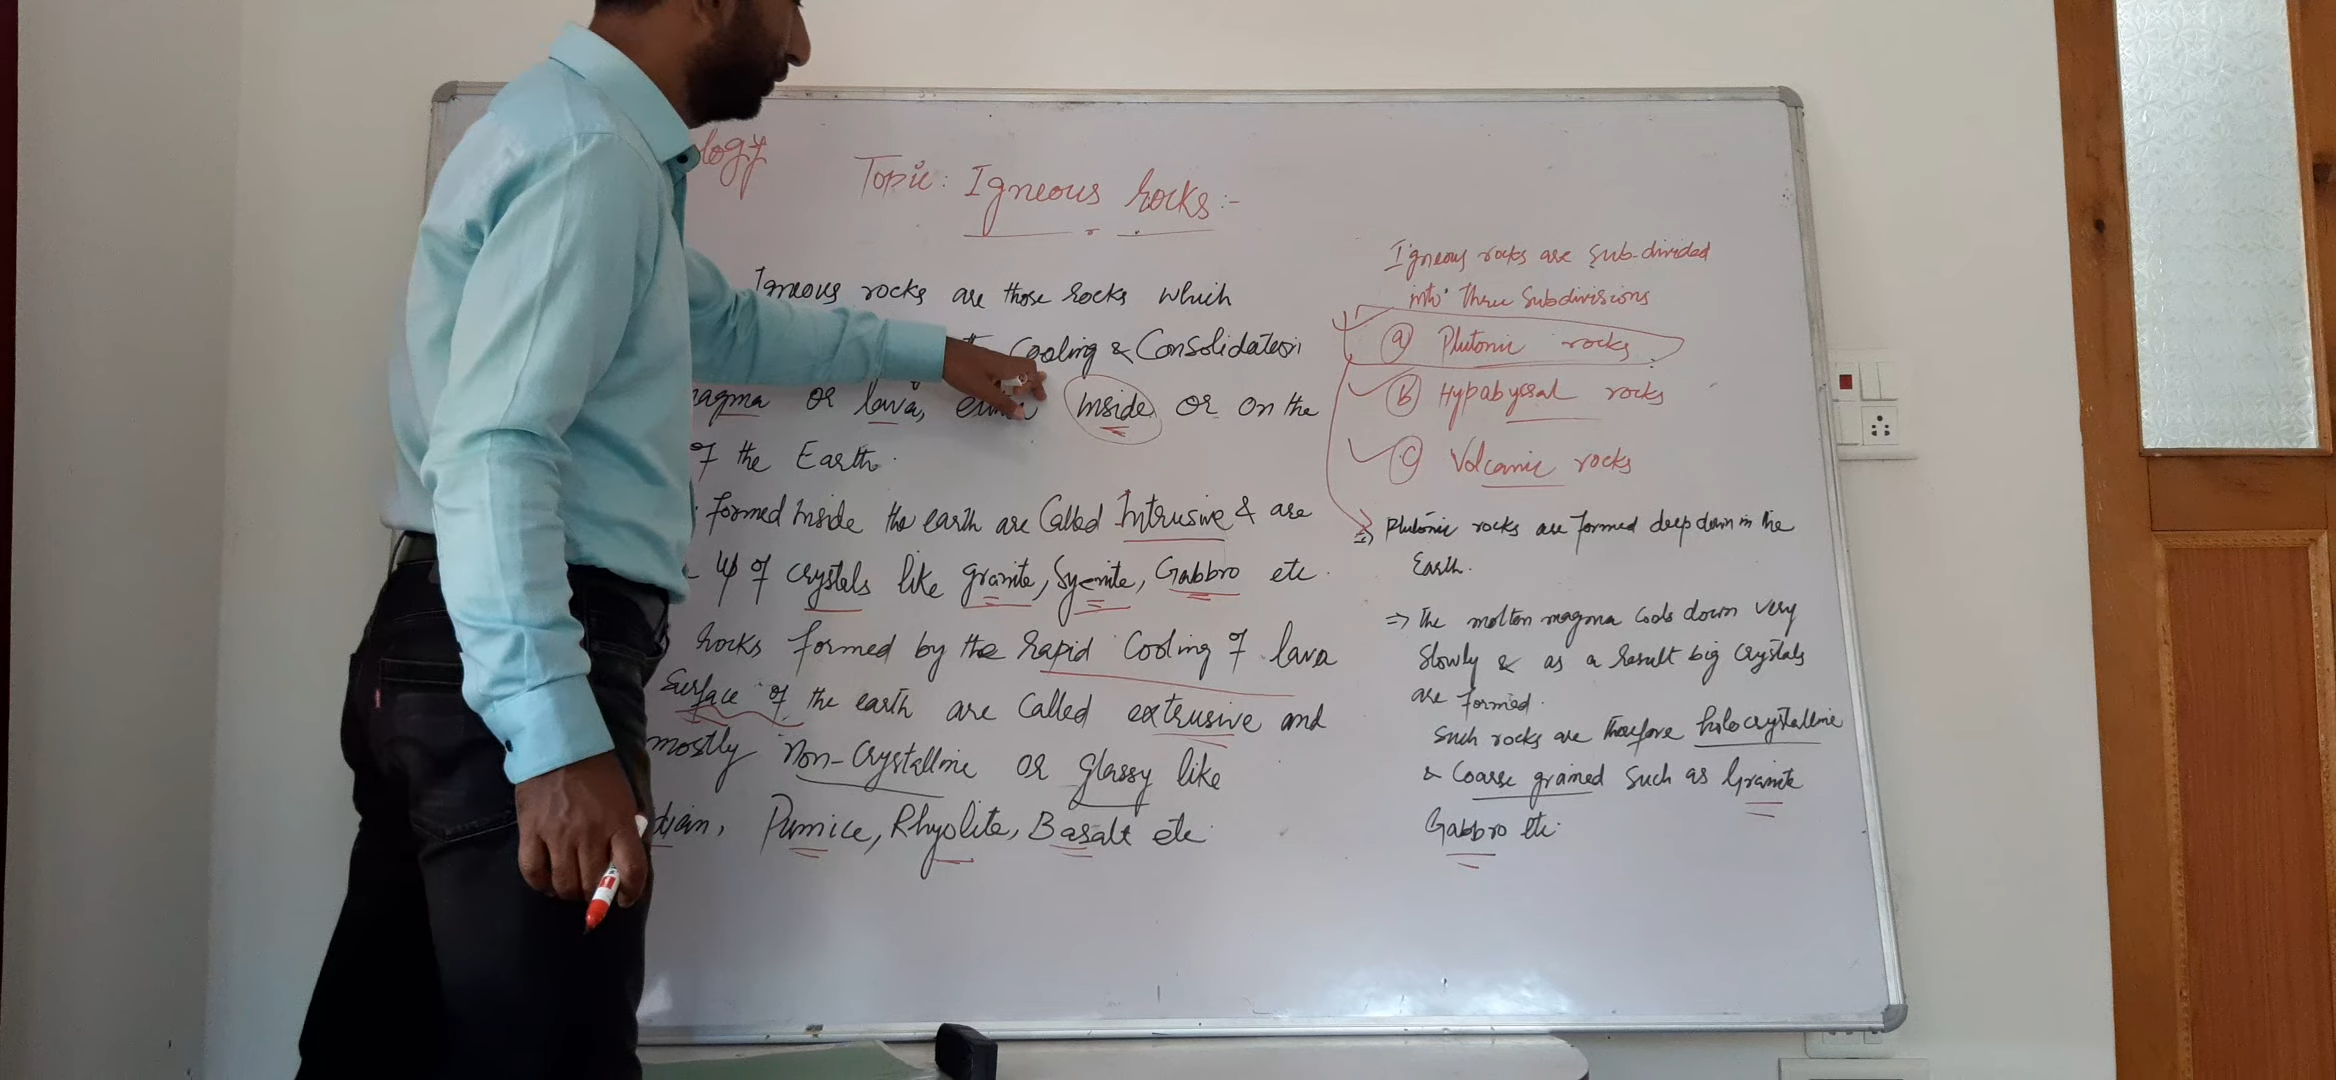 ology
Topic: Igneous rocks:-
Igneous rocks are those rocks which
Cooling & Consolidation
magma or lava, either inside or on the
of the Earth.
formed inside the earth are Called Intrusive & are
up of crystals like granite, Syenite, Gabbro etc.
rocks formed by the rapid Cooling of lava
Surface of the earth are called extrusive and
mostly non-Crystalline or glassy like
dian, Pumice, Rhyolite, Basalt etc.
Igneous rocks are sub-divided
into three Subdivisions
(a) Plutonic rocks
(B) Hypabyssal rocks
(C) Volcanic rocks
=> Plutonic rocks are formed deep down in the
Earth.
=> The molten magma Cools down very
Slowly & as a Result big Crystals
are formed.
Such rocks are therefore holocrystalline
& Coarse grained Such as Granite
Gabbro etc.